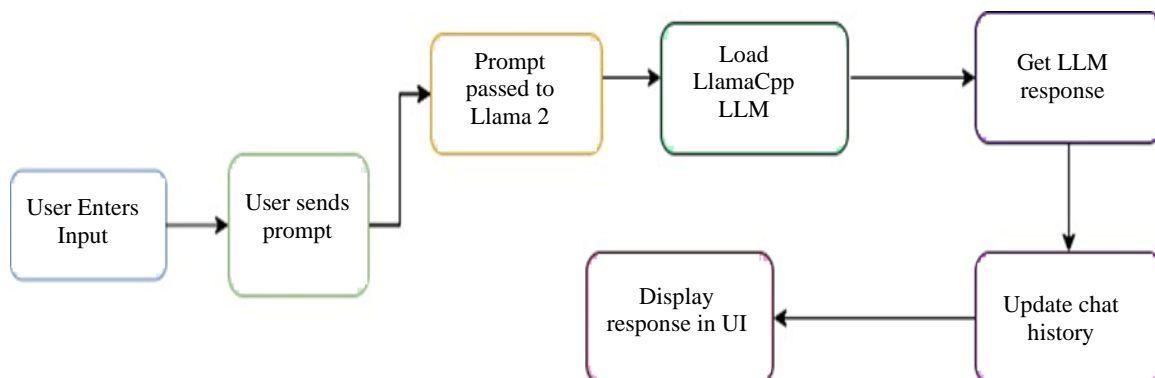 User Enters
Input
User sends
prompt
Prompt
passed to
Llama 2
Load
LlamaCpp
LLM
Get LLM
response
Update chat
history
Display
response in UI